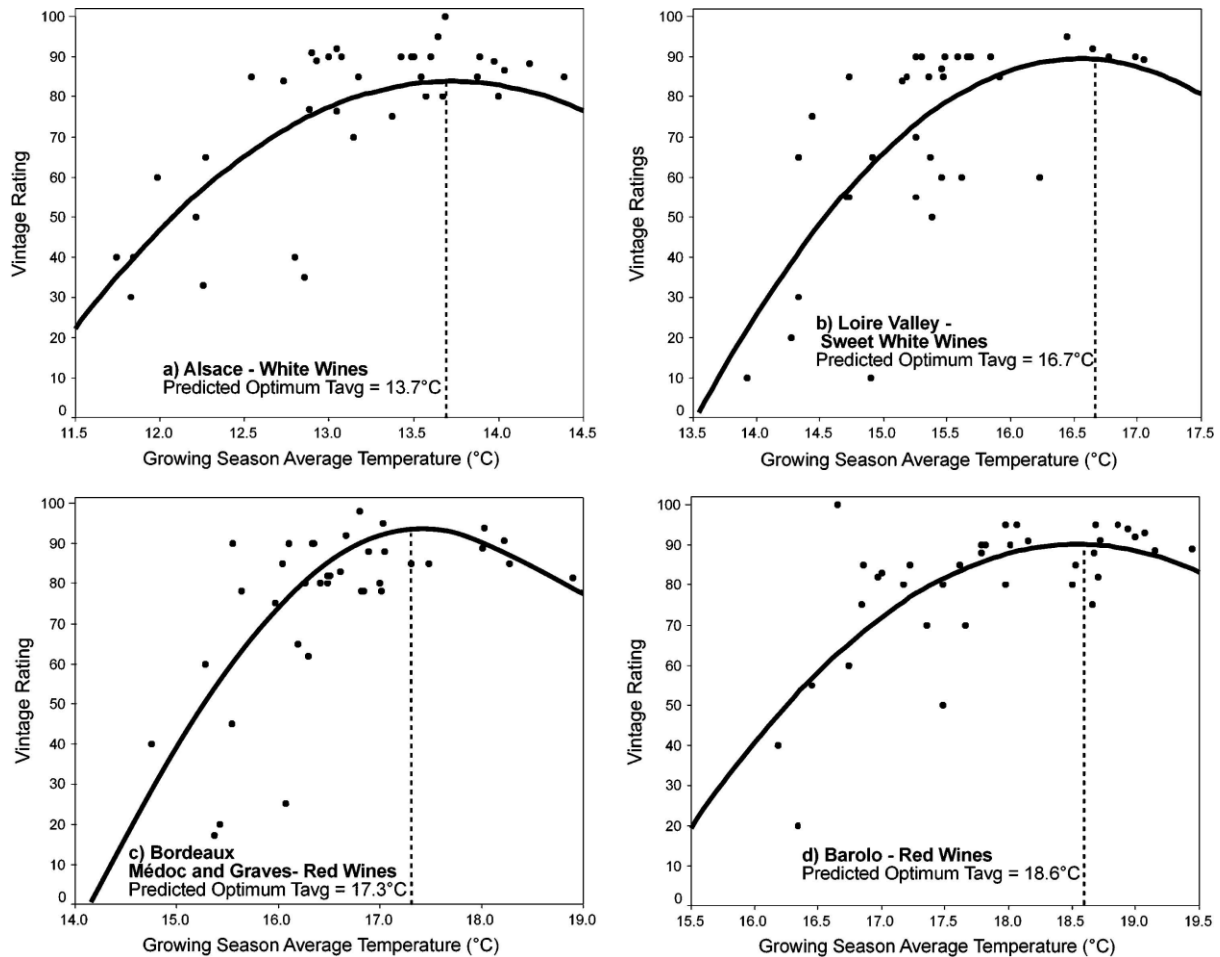 100
90
80
70
60
50
40
30
20
10
0
Vintage Rating
11.5 12.0 12.5 13.0 13.5 14.0 14.5
Growing Season Average Temperature (°C)
a) Alsace - White Wines
Predicted Optimum Tavg = 13.7°C
100
90
80
70
60
50
40
30
20
10
0
Vintage Ratings
13.5 14.0 14.5 15.0 15.5 16.0 16.5 17.0 17.5
Growing Season Average Temperature (°C)
b) Loire Valley -
Sweet White Wines
Predicted Optimum Tavg = 16.7°C
100
90
80
70
60
50
40
30
20
10
0
Vintage Rating
14.0 15.0 16.0 17.0 18.0 19.0
Growing Season Average Temperature (°C)
c) Bordeaux
Médoc and Graves- Red Wines
Predicted Optimum Tavg = 17.3°C
100
90
80
70
60
50
40
30
20
10
0
Vintage Rating
15.5 16.0 16.5 17.0 17.5 18.0 18.5 19.0 19.5
Growing Season Average Temperature (°C)
d) Barolo - Red Wines
Predicted Optimum Tavg = 18.6°C